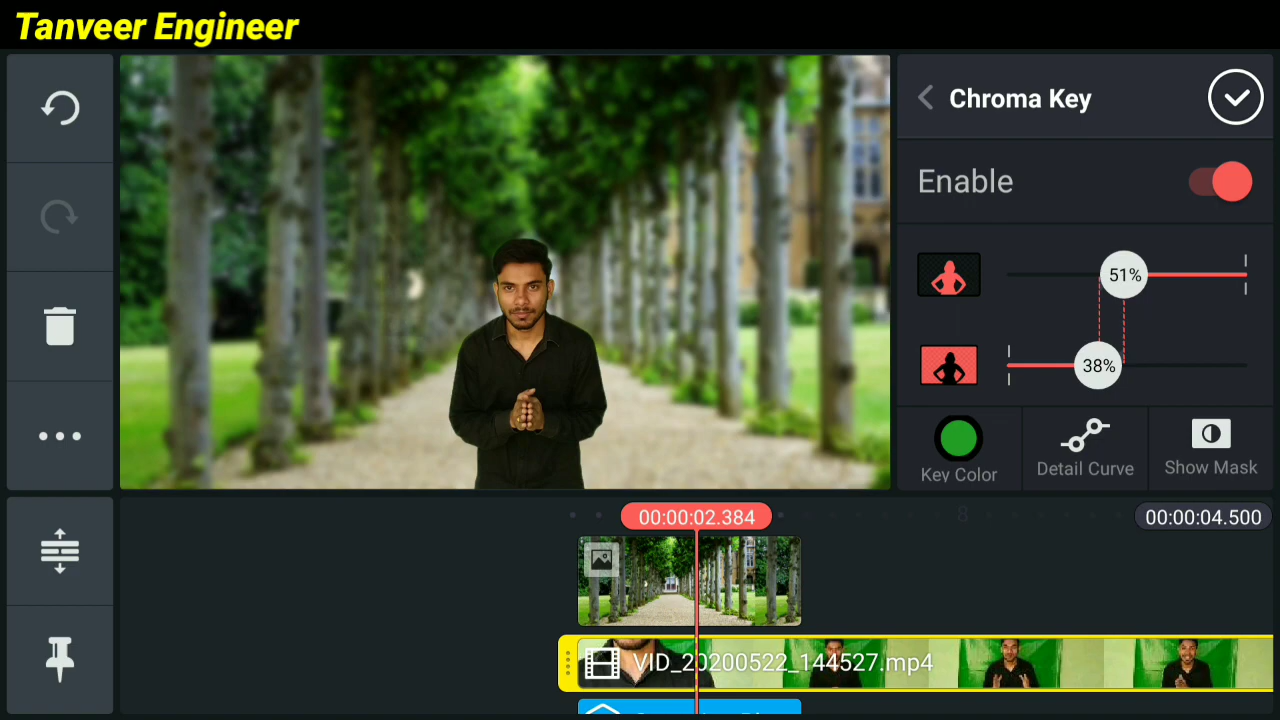 Tanveer Engineer
Chroma Key
Enable
51%
38%
Key Color
Detail Curve
Show Mask
00:00:02.384
8
00:00:04.500
VID_20200522_144527.mp4